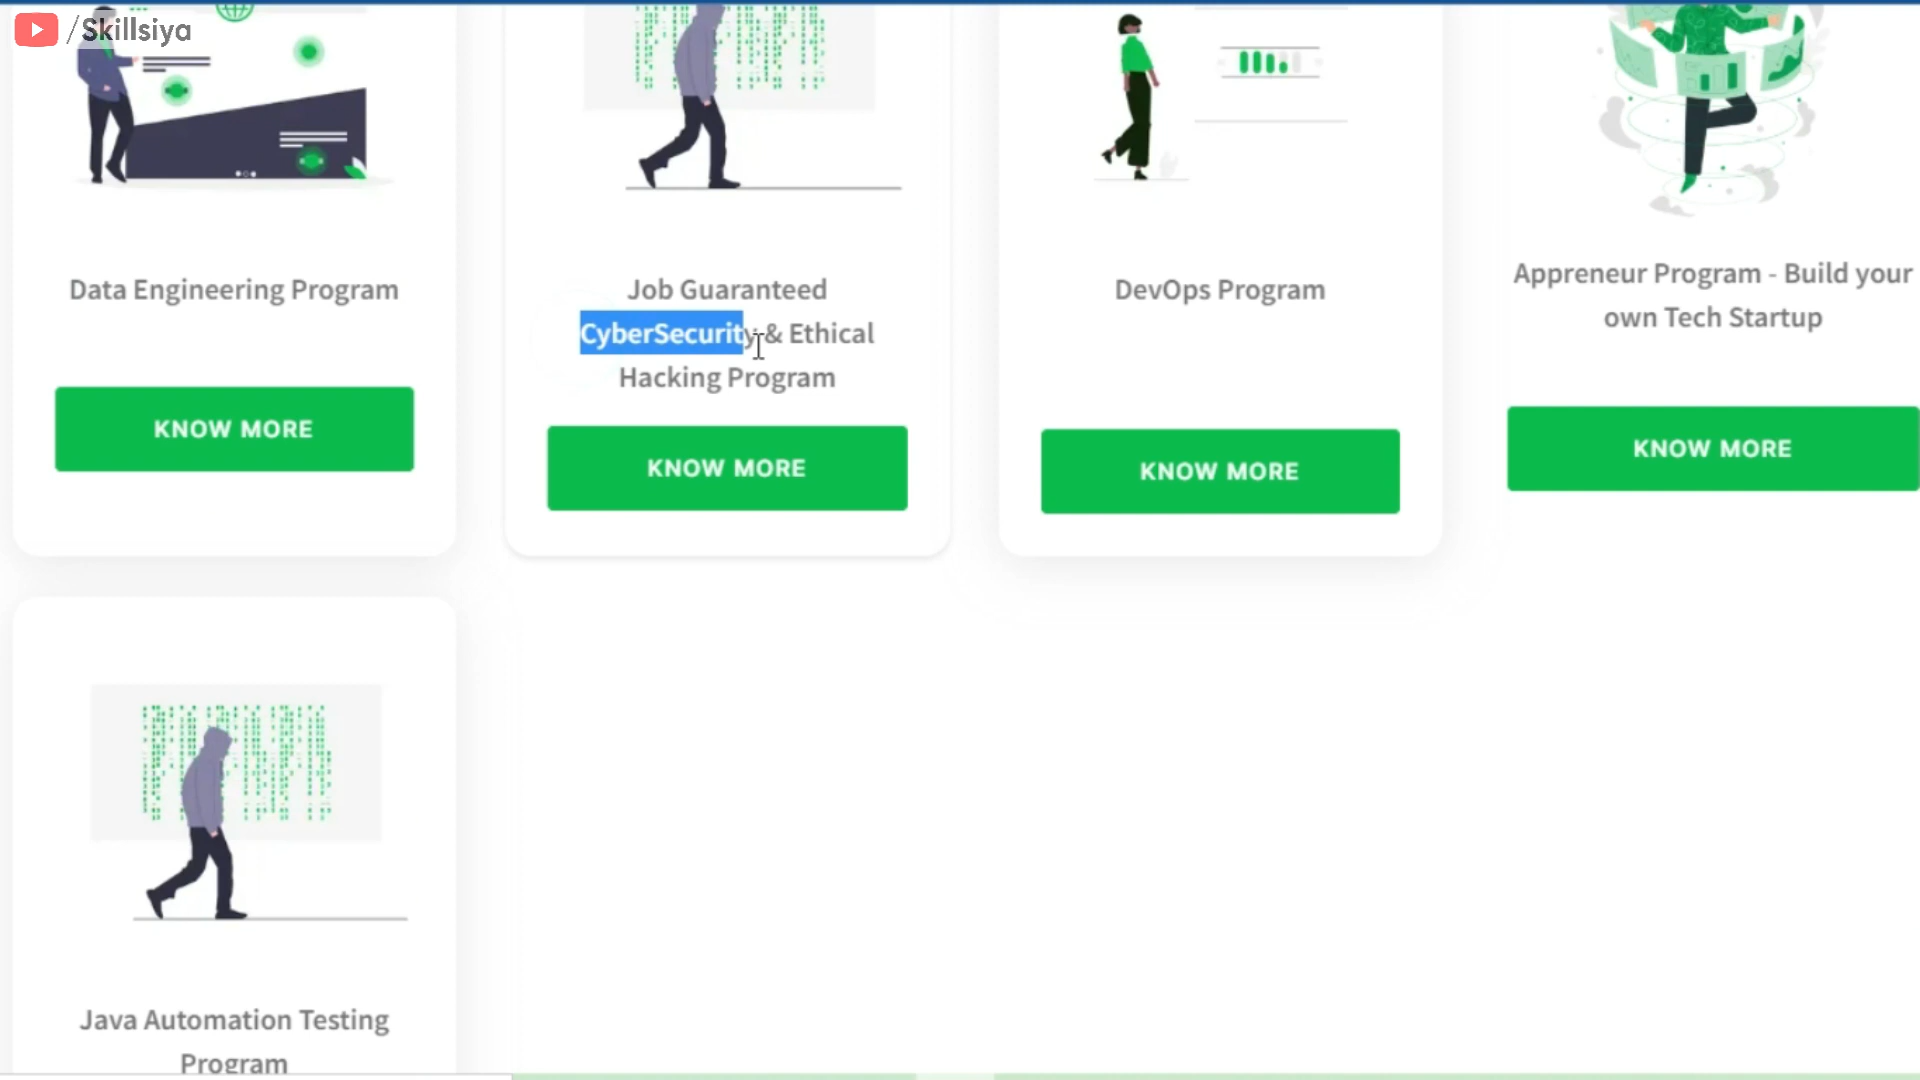 /Skillsiya
Data Engineering Program
KNOW MORE
Job Guaranteed
CyberSecurity & Ethical
Hacking Program
KNOW MORE
DevOps Program
KNOW MORE
Appreneur Program - Build your
own Tech Startup
KNOW MORE
Java Automation Testing
Program